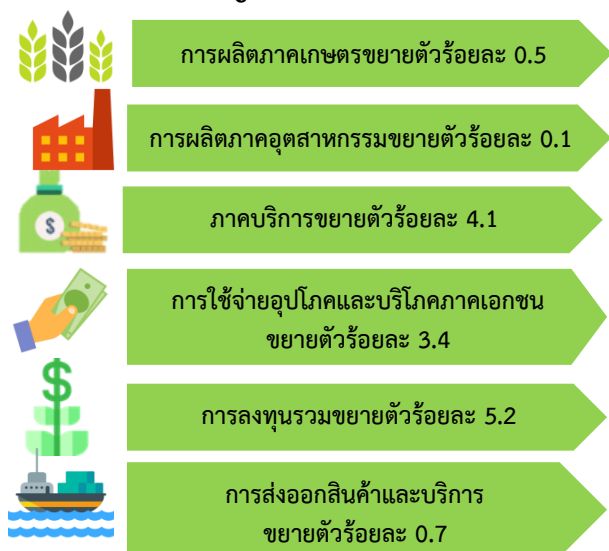 การผลิตภาคเกษตรขยายตัวร้อยละ 0.5
การผลิตภาคอุตสาหกรรมขยายตัวร้อยละ 0.1
$
ภาคบริการขยายตัวร้อยละ 4.1
การใช้จ่ายอุปโภคและบริโภคภาคเอกชน
ขยายตัวร้อยละ 3.4
$
การลงทุนรวมขยายตัวร้อยละ 5.2
การส่งออกสินค้าและบริการ
ขยายตัวร้อยละ 0.7